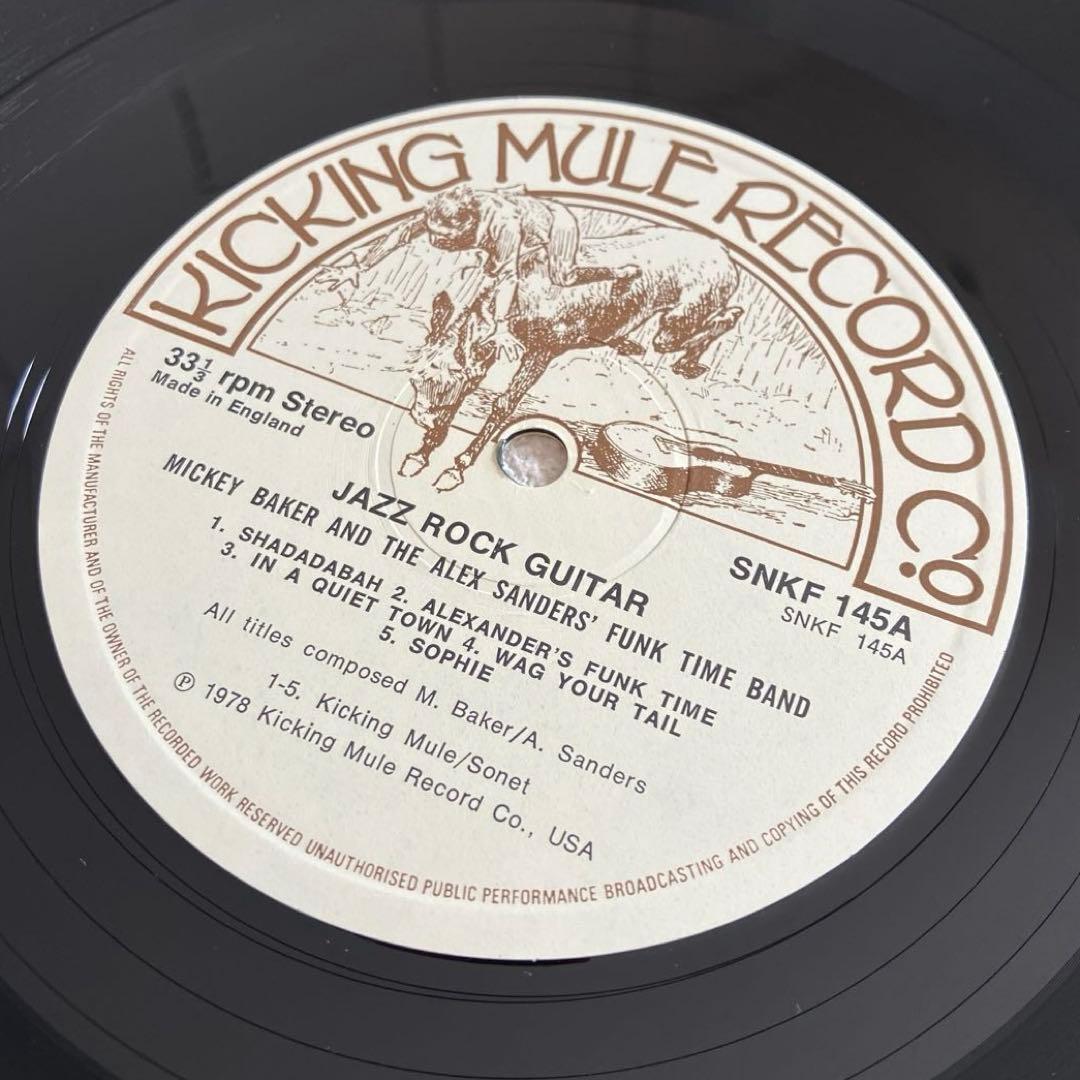 KICKING MULE RECORD CO.
33 1/3 rpm Stereo
Made in England
SNKF 145A
SNKF 145A
JAZZ ROCK GUITAR
MICKEY BAKER AND THE ALEX SANDERS' FUNK TIME BAND
1. SHADADABAH 2. ALEXANDER'S FUNK TIME
3. IN A QUIET TOWN 4. WAG YOUR TAIL
5. SOPHIE
All titles composed M. Baker/A. Sanders
1-5. Kicking Mule/Sonet
℗ 1978 Kicking Mule Record Co., USA
ALL RIGHTS OF THE MANUFACTURER AND OF THE OWNER OF THE RECORDED WORK RESERVED UNAUTHORISED PUBLIC PERFORMANCE BROADCASTING AND COPYING OF THIS RECORD PROHIBITED